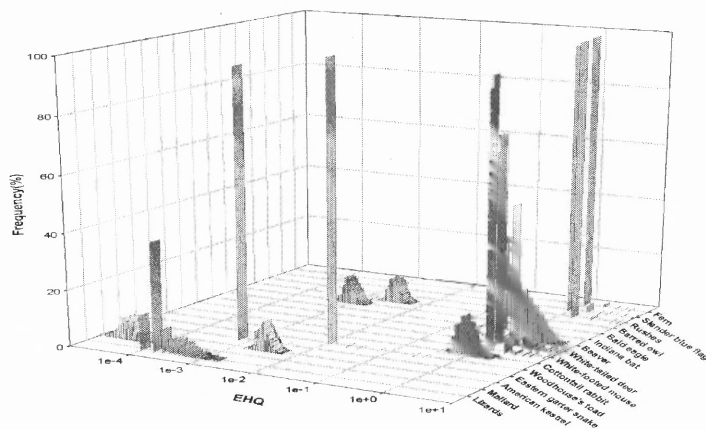 100
80
60
40
20
0
Frequency(%)
1e-4
1e-3
1e-2
1e-1
1e+0
1e+1
EHQ
Fern
Slender blue flag
Rushes
Barred owl
Bald eagle
Indiana bat
Beaver
White-tailed deer
White-footed mouse
Cottontail rabbit
Woodhouse's toad
Eastern garter snake
American kestrel
Mallard
Lizards